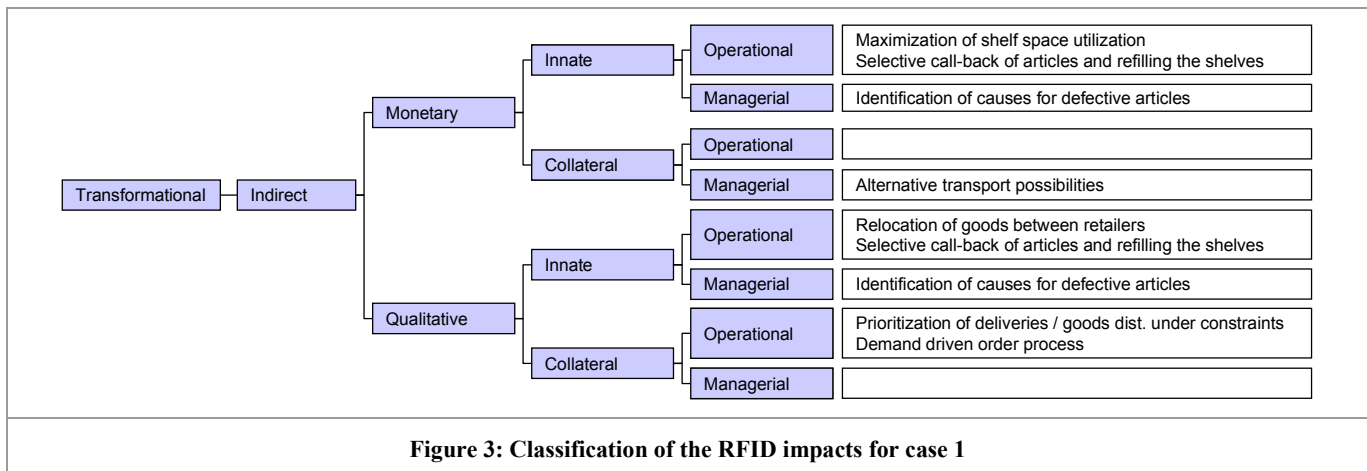 Transformational
Indirect
Monetary
Innate
Operational
Maximization of shelf space utilization
Selective call-back of articles and refilling the shelves
Managerial
Identification of causes for defective articles
Collateral
Operational
Managerial
Alternative transport possibilities
Qualitative
Innate
Operational
Relocation of goods between retailers
Selective call-back of articles and refilling the shelves
Managerial
Identification of causes for defective articles
Collateral
Operational
Prioritization of deliveries / goods dist. under constraints
Demand driven order process
Managerial
Figure 3: Classification of the RFID impacts for case 1